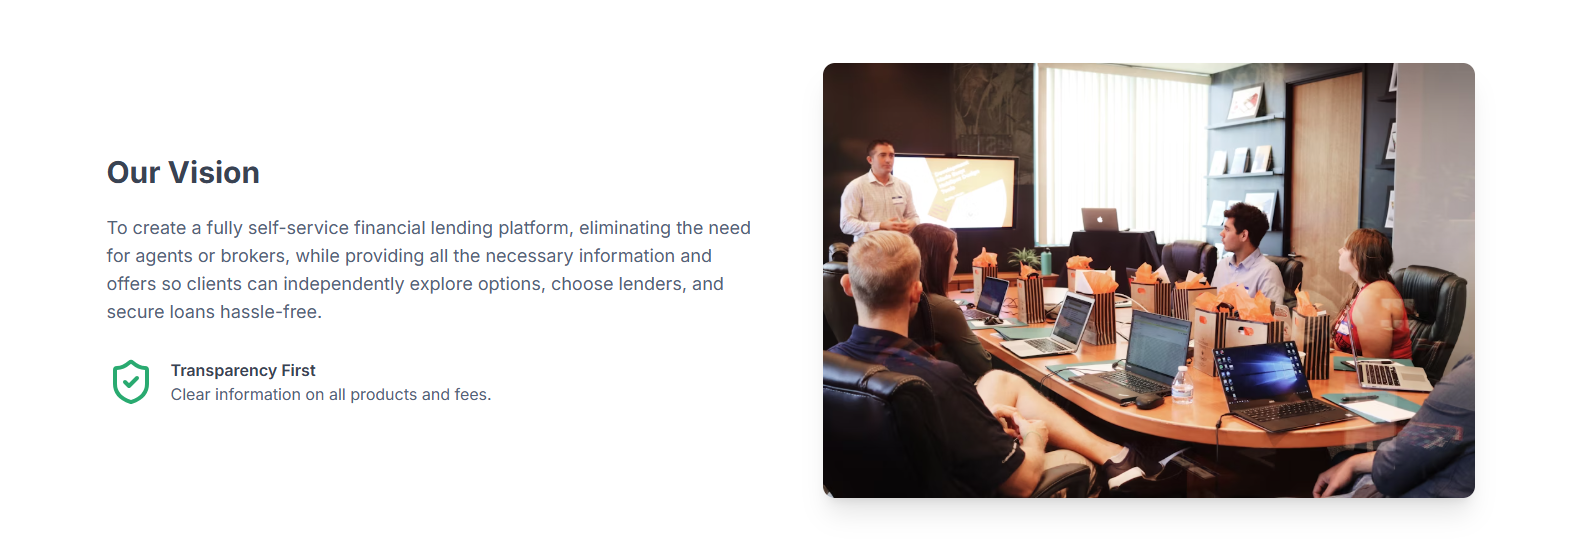 Our Vision
To create a fully self-service financial lending platform, eliminating the need
for agents or brokers, while providing all the necessary information and
offers so clients can independently explore options, choose lenders, and
secure loans hassle-free.
Transparency First
Clear information on all products and fees.